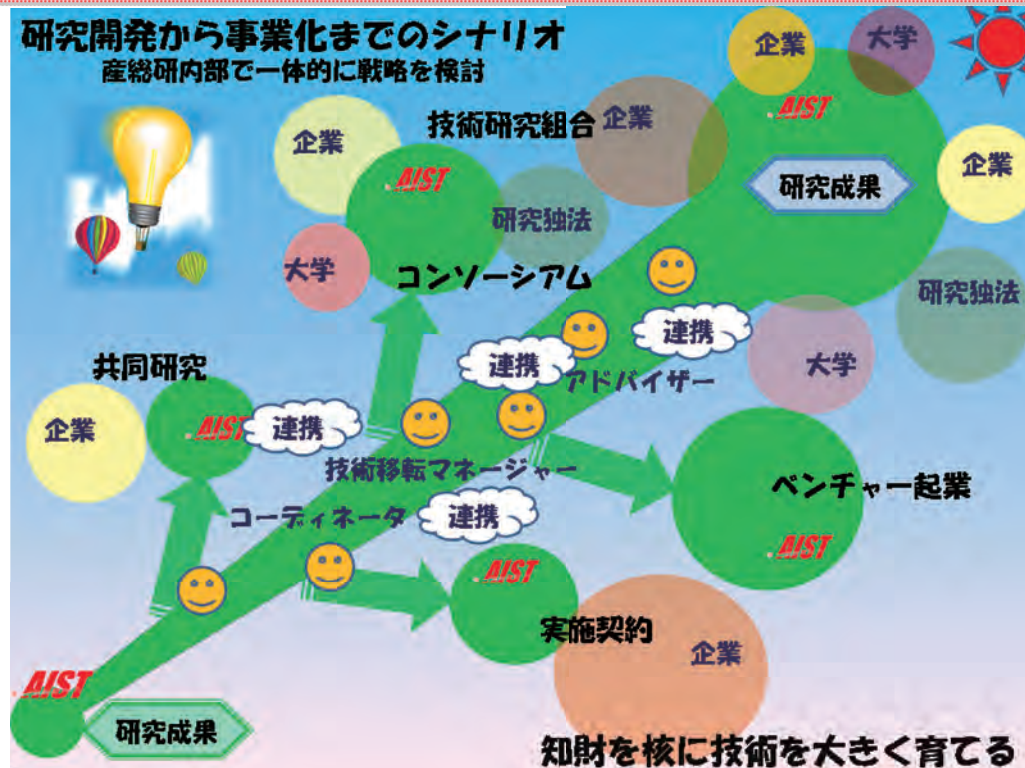 研究開発から事業化までのシナリオ
産総研内部で一体的に戦略を検討
企業
大学
AIST
企業
技術研究組合
企業
AIST
研究成果
企業
研究独法
大学
コンソーシアム
研究独法
連携
連携
大学
共同研究
アドバイザー
企業
AIST
連携
技術移転マネージャー
ベンチャー起業
コーディネータ
連携
AIST
AIST
実施契約
企業
AIST
研究成果
知財を核に技術を大きく育てる